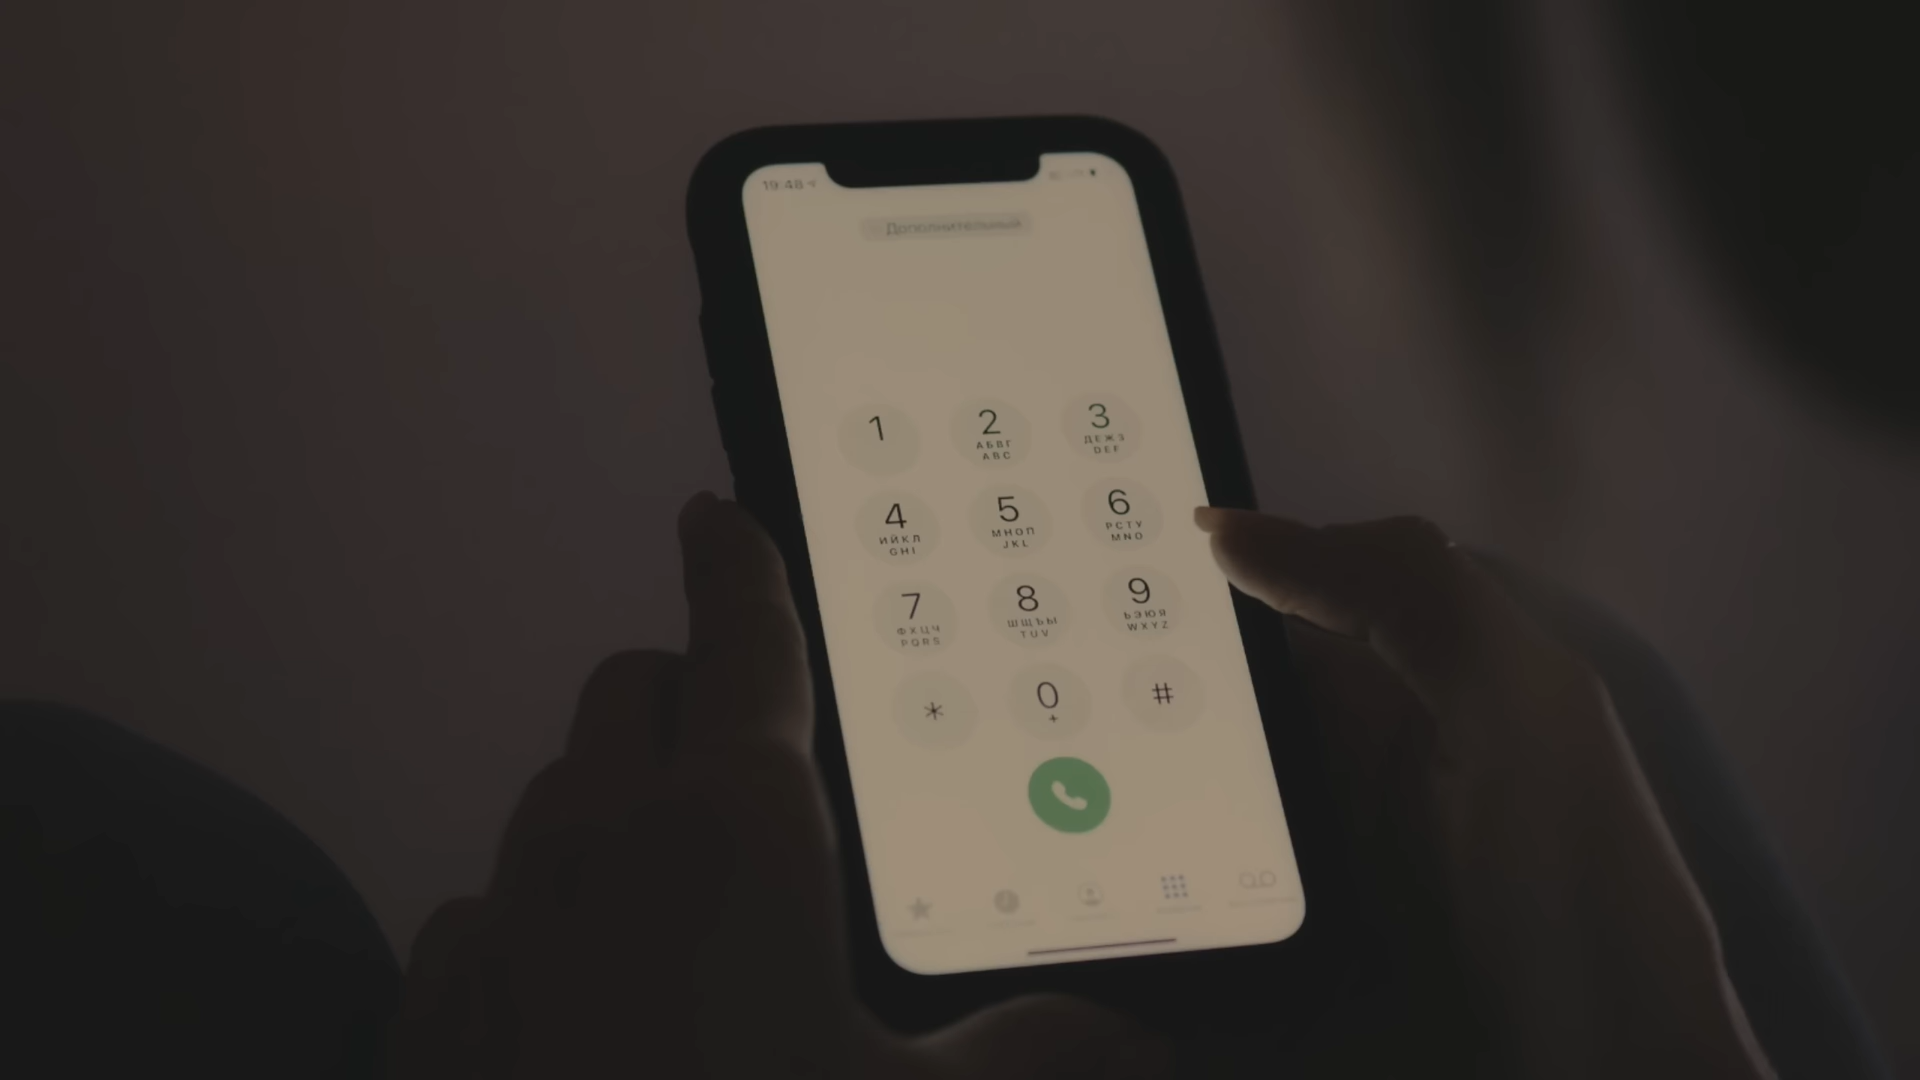 19:48
Дополнительный
1 2 3
АБВГ ДЕЖЗ
ABC DEF
4 5 6
ИЙКЛ МНОП РСТУ
GHI JKL MNO
7 8 9
ФХЦЧ ШЩЪЫ ЬЭЮЯ
PQRS TUV WXYZ
* 0 #
+